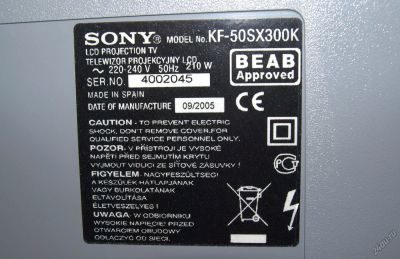 SONY® MODEL No. KF-50SX300K
LCD PROJECTION TV
TELEWIZOR PROJEKCYJNY LCD
~ 220-240 V 50Hz 210 W
SER.NO. 4002045
BEAB
Approved
MADE IN SPAIN
DATE OF MANUFACTURE 09/2005
CE
CAUTION - TO PREVENT ELECTRIC
SHOCK, DON'T REMOVE COVER.FOR
QUALIFIED SERVICE PERSONNEL ONLY.
POZOR- V PŘÍSTROJI JE VYSOKÉ
NAPĚTÍ PŘED SEJMUTÍM KRYTU
VYJMOUT VIDLICI ZE SÍŤOVÉ ZÁSUVKY !
FIGYELEM - NAGYFESZÜLTSÉG!
A KÉSZÜLÉK HÁTLAPJÁNAK
VAGY BURKOLATÁNAK
ELTÁVOLÍTÁSA
ÉLETVESZÉLYES !
UWAGA- W ODBIORNIKU
WYSOKIE NAPIĘCIE! PRZED
OTWARCIEM OBUDOWY
ODŁĄCZYĆ OD SIECI.